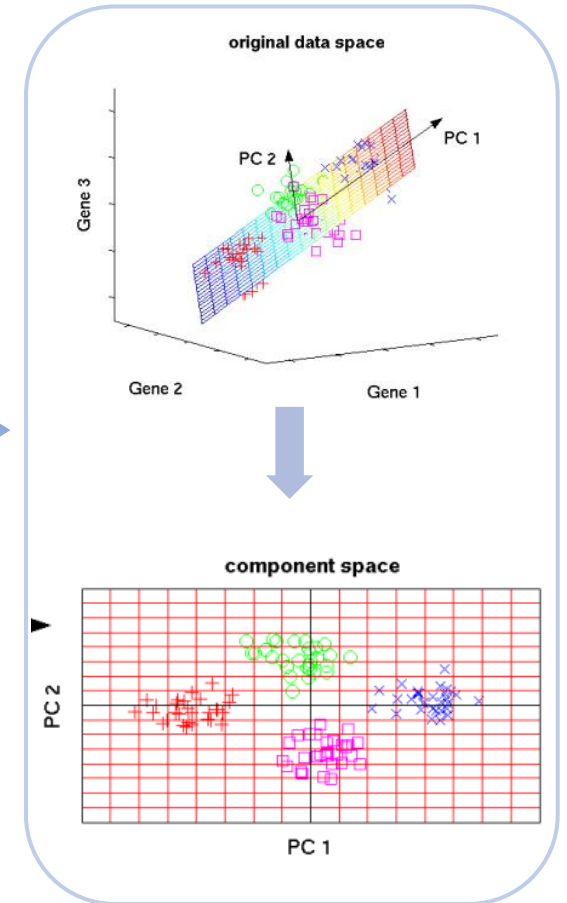 original data space
PC 1
PC 2
Gene 3
Gene 2
Gene 1
component space
PC 2
PC 1